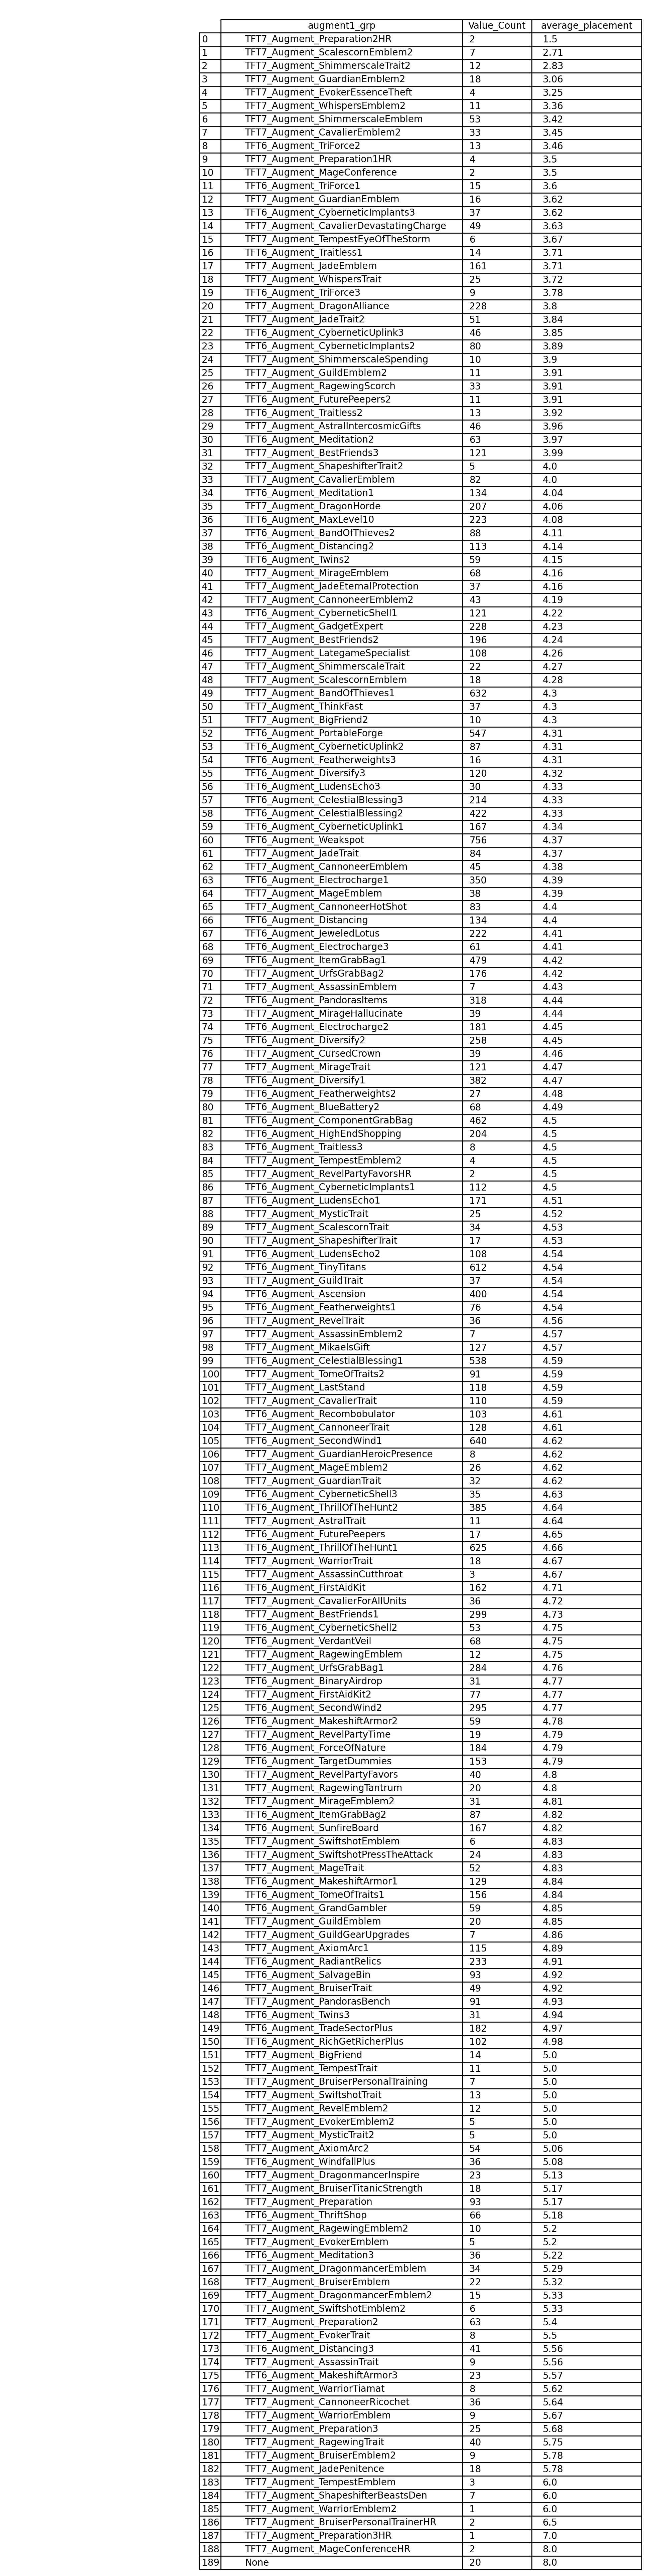 augment1_grp Value_Count average_placement
0 TFT7_Augment_Preparation2HR 2 1.5
1 TFT7_Augment_ScalescornEmblem2 7 2.71
2 TFT7_Augment_ShimmerscaleTrait2 12 2.83
3 TFT7_Augment_GuardianEmblem2 18 3.06
4 TFT7_Augment_EvokerEssenceTheft 4 3.25
5 TFT7_Augment_WhispersEmblem2 11 3.36
6 TFT7_Augment_ShimmerscaleEmblem 53 3.42
7 TFT7_Augment_CavalierEmblem2 33 3.45
8 TFT6_Augment_TriForce2 13 3.46
9 TFT7_Augment_Preparation1HR 4 3.5
10 TFT7_Augment_MageConference 2 3.5
11 TFT6_Augment_TriForce1 15 3.6
12 TFT7_Augment_GuardianEmblem 16 3.62
13 TFT6_Augment_CyberneticImplants3 37 3.62
14 TFT7_Augment_CavalierDevastatingCharge 49 3.63
15 TFT7_Augment_TempestEyeOfTheStorm 6 3.67
16 TFT6_Augment_Traitless1 14 3.71
17 TFT7_Augment_JadeEmblem 161 3.71
18 TFT7_Augment_WhispersTrait 25 3.72
19 TFT6_Augment_TriForce3 9 3.78
20 TFT7_Augment_DragonAlliance 228 3.8
21 TFT7_Augment_JadeTrait2 51 3.84
22 TFT6_Augment_CyberneticUplink3 46 3.85
23 TFT6_Augment_CyberneticImplants2 80 3.89
24 TFT7_Augment_ShimmerscaleSpending 10 3.9
25 TFT7_Augment_GuildEmblem2 11 3.91
26 TFT7_Augment_RagewingScorch 33 3.91
27 TFT6_Augment_FuturePeepers2 11 3.91
28 TFT6_Augment_Traitless2 13 3.92
29 TFT7_Augment_AstralIntercosmicGifts 46 3.96
30 TFT6_Augment_Meditation2 63 3.97
31 TFT7_Augment_BestFriends3 121 3.99
32 TFT7_Augment_ShapeshifterTrait2 5 4.0
33 TFT7_Augment_CavalierEmblem 82 4.0
34 TFT6_Augment_Meditation1 134 4.04
35 TFT7_Augment_DragonHorde 207 4.06
36 TFT6_Augment_MaxLevel10 223 4.08
37 TFT6_Augment_BandOfThieves2 88 4.11
38 TFT6_Augment_Distancing2 113 4.14
39 TFT6_Augment_Twins2 59 4.15
40 TFT7_Augment_MirageEmblem 68 4.16
41 TFT7_Augment_JadeEternalProtection 37 4.16
42 TFT7_Augment_CannoneerEmblem2 43 4.19
43 TFT6_Augment_CyberneticShell1 121 4.22
44 TFT7_Augment_GadgetExpert 228 4.23
45 TFT7_Augment_BestFriends2 196 4.24
46 TFT7_Augment_LategameSpecialist 108 4.26
47 TFT7_Augment_ShimmerscaleTrait 22 4.27
48 TFT7_Augment_ScalescornEmblem 18 4.28
49 TFT7_Augment_BandOfThieves1 632 4.3
50 TFT7_Augment_ThinkFast 37 4.3
51 TFT7_Augment_BigFriend2 10 4.3
52 TFT6_Augment_PortableForge 547 4.31
53 TFT6_Augment_CyberneticUplink2 87 4.31
54 TFT6_Augment_Featherweights3 16 4.31
55 TFT6_Augment_Diversify3 120 4.32
56 TFT6_Augment_LudensEcho3 30 4.33
57 TFT6_Augment_CelestialBlessing3 214 4.33
58 TFT6_Augment_CelestialBlessing2 422 4.33
59 TFT6_Augment_CyberneticUplink1 167 4.34
60 TFT6_Augment_Weakspot 756 4.37
61 TFT7_Augment_JadeTrait 84 4.37
62 TFT7_Augment_CannoneerEmblem 45 4.38
63 TFT6_Augment_Electrocharge1 350 4.39
64 TFT7_Augment_MageEmblem 38 4.39
65 TFT7_Augment_CannoneerHotShot 83 4.4
66 TFT6_Augment_Distancing 134 4.4
67 TFT6_Augment_JeweledLotus 222 4.41
68 TFT6_Augment_Electrocharge3 61 4.41
69 TFT6_Augment_ItemGrabBag1 479 4.42
70 TFT7_Augment_UrfsGrabBag2 176 4.42
71 TFT7_Augment_AssassinEmblem 7 4.43
72 TFT6_Augment_PandorasItems 318 4.44
73 TFT7_Augment_MirageHallucinate 39 4.44
74 TFT6_Augment_Electrocharge2 181 4.45
75 TFT6_Augment_Diversify2 258 4.45
76 TFT7_Augment_CursedCrown 39 4.46
77 TFT7_Augment_MirageTrait 121 4.47
78 TFT6_Augment_Diversify1 382 4.47
79 TFT6_Augment_Featherweights2 27 4.48
80 TFT6_Augment_BlueBattery2 68 4.49
81 TFT6_Augment_ComponentGrabBag 462 4.5
82 TFT6_Augment_HighEndShopping 204 4.5
83 TFT6_Augment_Traitless3 8 4.5
84 TFT7_Augment_TempestEmblem2 4 4.5
85 TFT7_Augment_RevelPartyFavorsHR 2 4.5
86 TFT6_Augment_CyberneticImplants1 112 4.5
87 TFT6_Augment_LudensEcho1 171 4.51
88 TFT7_Augment_MysticTrait 25 4.52
89 TFT7_Augment_ScalescornTrait 34 4.53
90 TFT7_Augment_ShapeshifterTrait 17 4.53
91 TFT6_Augment_LudensEcho2 108 4.54
92 TFT6_Augment_TinyTitans 612 4.54
93 TFT7_Augment_GuildTrait 37 4.54
94 TFT6_Augment_Ascension 400 4.54
95 TFT6_Augment_Featherweights1 76 4.54
96 TFT7_Augment_RevelTrait 36 4.56
97 TFT7_Augment_AssassinEmblem2 7 4.57
98 TFT7_Augment_MikaelsGift 127 4.57
99 TFT6_Augment_CelestialBlessing1 538 4.59
100 TFT7_Augment_TomeOfTraits2 91 4.59
101 TFT7_Augment_LastStand 118 4.59
102 TFT7_Augment_CavalierTrait 110 4.59
103 TFT6_Augment_Recombobulator 103 4.61
104 TFT7_Augment_CannoneerTrait 128 4.61
105 TFT6_Augment_SecondWind1 640 4.62
106 TFT7_Augment_GuardianHeroicPresence 8 4.62
107 TFT7_Augment_MageEmblem2 26 4.62
108 TFT7_Augment_GuardianTrait 32 4.62
109 TFT6_Augment_CyberneticShell3 35 4.63
110 TFT6_Augment_ThrillOfTheHunt2 385 4.64
111 TFT7_Augment_AstralTrait 11 4.64
112 TFT6_Augment_FuturePeepers 17 4.65
113 TFT6_Augment_ThrillOfTheHunt1 625 4.66
114 TFT7_Augment_WarriorTrait 18 4.67
115 TFT7_Augment_AssassinCutthroat 3 4.67
116 TFT6_Augment_FirstAidKit 162 4.71
117 TFT7_Augment_CavalierForAllUnits 36 4.72
118 TFT7_Augment_BestFriends1 299 4.73
119 TFT6_Augment_CyberneticShell2 53 4.75
120 TFT6_Augment_VerdantVeil 68 4.75
121 TFT7_Augment_RagewingEmblem 12 4.75
122 TFT7_Augment_UrfsGrabBag1 284 4.76
123 TFT6_Augment_BinaryAirdrop 31 4.77
124 TFT7_Augment_FirstAidKit2 77 4.77
125 TFT6_Augment_SecondWind2 295 4.77
126 TFT6_Augment_MakeshiftArmor2 59 4.78
127 TFT7_Augment_RevelPartyTime 19 4.79
128 TFT6_Augment_ForceOfNature 184 4.79
129 TFT6_Augment_TargetDummies 153 4.79
130 TFT7_Augment_RevelPartyFavors 40 4.8
131 TFT7_Augment_RagewingTantrum 20 4.8
132 TFT7_Augment_MirageEmblem2 31 4.81
133 TFT6_Augment_ItemGrabBag2 87 4.82
134 TFT6_Augment_SunfireBoard 167 4.82
135 TFT7_Augment_SwiftshotEmblem 6 4.83
136 TFT7_Augment_SwiftshotPressTheAttack 24 4.83
137 TFT7_Augment_MageTrait 52 4.83
138 TFT6_Augment_MakeshiftArmor1 129 4.84
139 TFT6_Augment_TomeOfTraits1 156 4.84
140 TFT6_Augment_GrandGambler 59 4.85
141 TFT7_Augment_GuildEmblem 20 4.85
142 TFT7_Augment_GuildGearUpgrades 7 4.86
143 TFT7_Augment_AxiomArc1 115 4.89
144 TFT6_Augment_RadiantRelics 233 4.91
145 TFT6_Augment_SalvageBin 93 4.92
146 TFT7_Augment_BruiserTrait 49 4.92
147 TFT7_Augment_PandorasBench 91 4.93
148 TFT6_Augment_Twins3 31 4.94
149 TFT6_Augment_TradeSectorPlus 182 4.97
150 TFT6_Augment_RichGetRicherPlus 102 4.98
151 TFT7_Augment_BigFriend 14 5.0
152 TFT7_Augment_TempestTrait 11 5.0
153 TFT7_Augment_BruiserPersonalTraining 7 5.0
154 TFT7_Augment_SwiftshotTrait 13 5.0
155 TFT7_Augment_RevelEmblem2 12 5.0
156 TFT7_Augment_EvokerEmblem2 5 5.0
157 TFT7_Augment_MysticTrait2 5 5.0
158 TFT7_Augment_AxiomArc2 54 5.06
159 TFT6_Augment_WindfallPlus 36 5.08
160 TFT7_Augment_DragonmancerInspire 23 5.13
161 TFT7_Augment_BruiserTitanicStrength 18 5.17
162 TFT7_Augment_Preparation 93 5.17
163 TFT6_Augment_ThriftShop 66 5.18
164 TFT7_Augment_RagewingEmblem2 10 5.2
165 TFT7_Augment_EvokerEmblem 5 5.2
166 TFT6_Augment_Meditation3 36 5.22
167 TFT7_Augment_DragonmancerEmblem 34 5.29
168 TFT7_Augment_BruiserEmblem 22 5.32
169 TFT7_Augment_DragonmancerEmblem2 15 5.33
170 TFT7_Augment_SwiftshotEmblem2 6 5.33
171 TFT7_Augment_Preparation2 63 5.4
172 TFT7_Augment_EvokerTrait 8 5.5
173 TFT6_Augment_Distancing3 41 5.56
174 TFT7_Augment_AssassinTrait 9 5.56
175 TFT6_Augment_MakeshiftArmor3 23 5.57
176 TFT7_Augment_WarriorTiamat 8 5.62
177 TFT7_Augment_CannoneerRicochet 36 5.64
178 TFT7_Augment_WarriorEmblem 9 5.67
179 TFT7_Augment_Preparation3 25 5.68
180 TFT7_Augment_RagewingTrait 40 5.75
181 TFT7_Augment_BruiserEmblem2 9 5.78
182 TFT7_Augment_JadePenitence 18 5.78
183 TFT7_Augment_TempestEmblem 3 6.0
184 TFT7_Augment_ShapeshifterBeastsDen 7 6.0
185 TFT7_Augment_WarriorEmblem2 1 6.0
186 TFT7_Augment_BruiserPersonalTrainerHR 2 6.5
187 TFT7_Augment_Preparation3HR 1 7.0
188 TFT7_Augment_MageConferenceHR 2 8.0
189 None 20 8.0